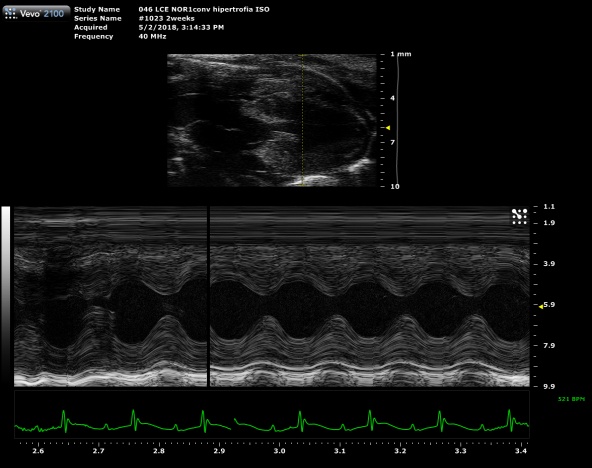 Vevo 2100
Study Name 046 LCE NOR1conv hipertrofia ISO
Series Name #1023 2weeks
Acquired 5/2/2018, 3:14:33 PM
Frequency 40 MHz
1 mm
4
7
10
1.1
1.9
3.9
5.9
7.9
9.9
521 BPM
2.6 2.7 2.8 2.9 3.0 3.1 3.2 3.3 3.4